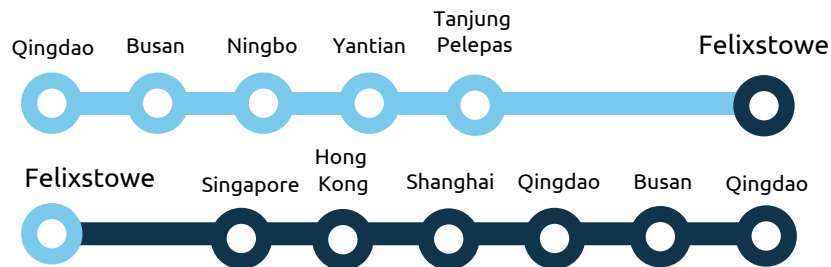 Qingdao
Busan
Ningbo
Yantian
Tanjung
Pelepas
Felixstowe
Felixstowe
Singapore
Hong
Kong
Shanghai
Qingdao
Busan
Qingdao